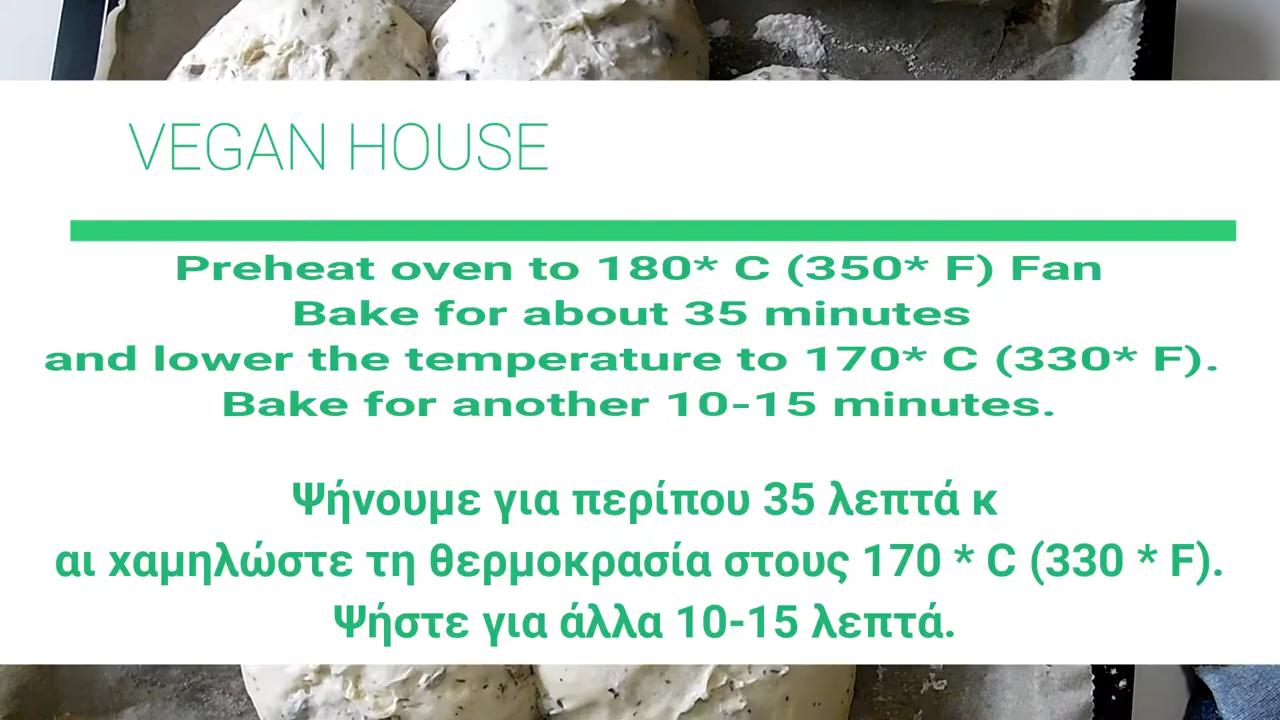 VEGAN HOUSE
Preheat oven to 180* C (350* F) Fan
Bake for about 35 minutes
and lower the temperature to 170* C (330* F).
Bake for another 10-15 minutes.
Ψήνουμε για περίπου 35 λεπτά κ
αι χαμηλώστε τη θερμοκρασία στους 170 * C (330 * F).
Ψήστε για άλλα 10-15 λεπτά.